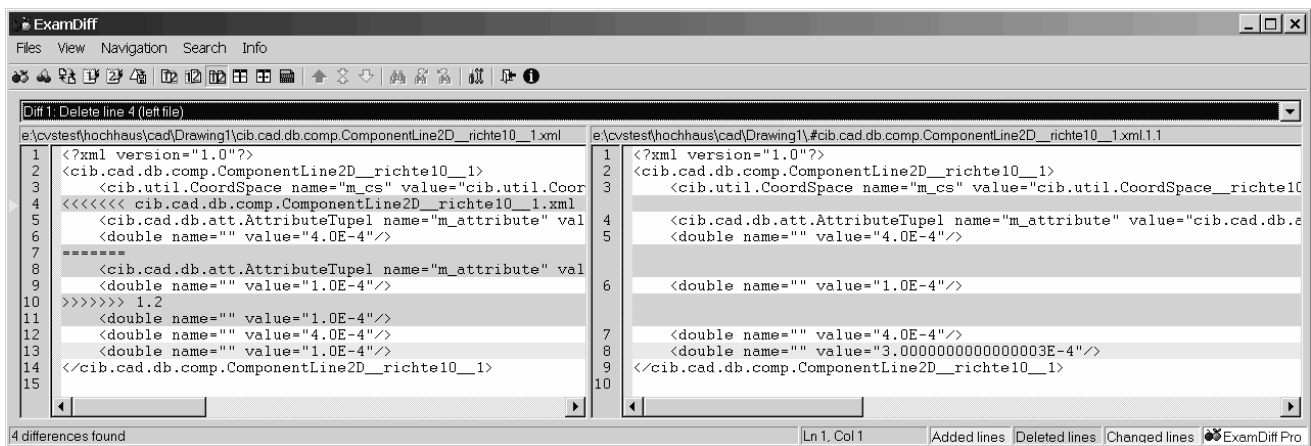 ExamDiff
Files View Navigation Search Info
Diff 1: Delete line 4 (left file)
e:\cvstest\hochhaus\cad\Drawing1\cib.cad.db.comp.ComponentLine2D__richte10__1.xml
1 <?xml version="1.0"?>
2 <cib.cad.db.comp.ComponentLine2D__richte10__1>
3 <cib.util.CoordSpace name="m_cs" value="cib.util.Coor
4 <<<<<<< cib.cad.db.comp.ComponentLine2D__richte10__1.xml
5 <cib.cad.db.att.AttributeTupel name="m_attribute" val
6 <double name="" value="4.0E-4"/>
7 =======
8 <cib.cad.db.att.AttributeTupel name="m_attribute" val
9 <double name="" value="1.0E-4"/>
10 >>>>>>> 1.2
11 <double name="" value="1.0E-4"/>
12 <double name="" value="4.0E-4"/>
13 <double name="" value="1.0E-4"/>
14 </cib.cad.db.comp.ComponentLine2D__richte10__1>
15
e:\cvstest\hochhaus\cad\Drawing1\.#cib.cad.db.comp.ComponentLine2D__richte10__1.xml.1.1
1 <?xml version="1.0"?>
2 <cib.cad.db.comp.ComponentLine2D__richte10__1>
3 <cib.util.CoordSpace name="m_cs" value="cib.util.CoordSpace__richte10
4 <cib.cad.db.att.AttributeTupel name="m_attribute" value="cib.cad.db.a
5 <double name="" value="4.0E-4"/>
6 <double name="" value="1.0E-4"/>
7 <double name="" value="4.0E-4"/>
8 <double name="" value="3.0000000000000003E-4"/>
9 </cib.cad.db.comp.ComponentLine2D__richte10__1>
10
4 differences found
Ln 1, Col 1
Added lines Deleted lines Changed lines ExamDiff Pro